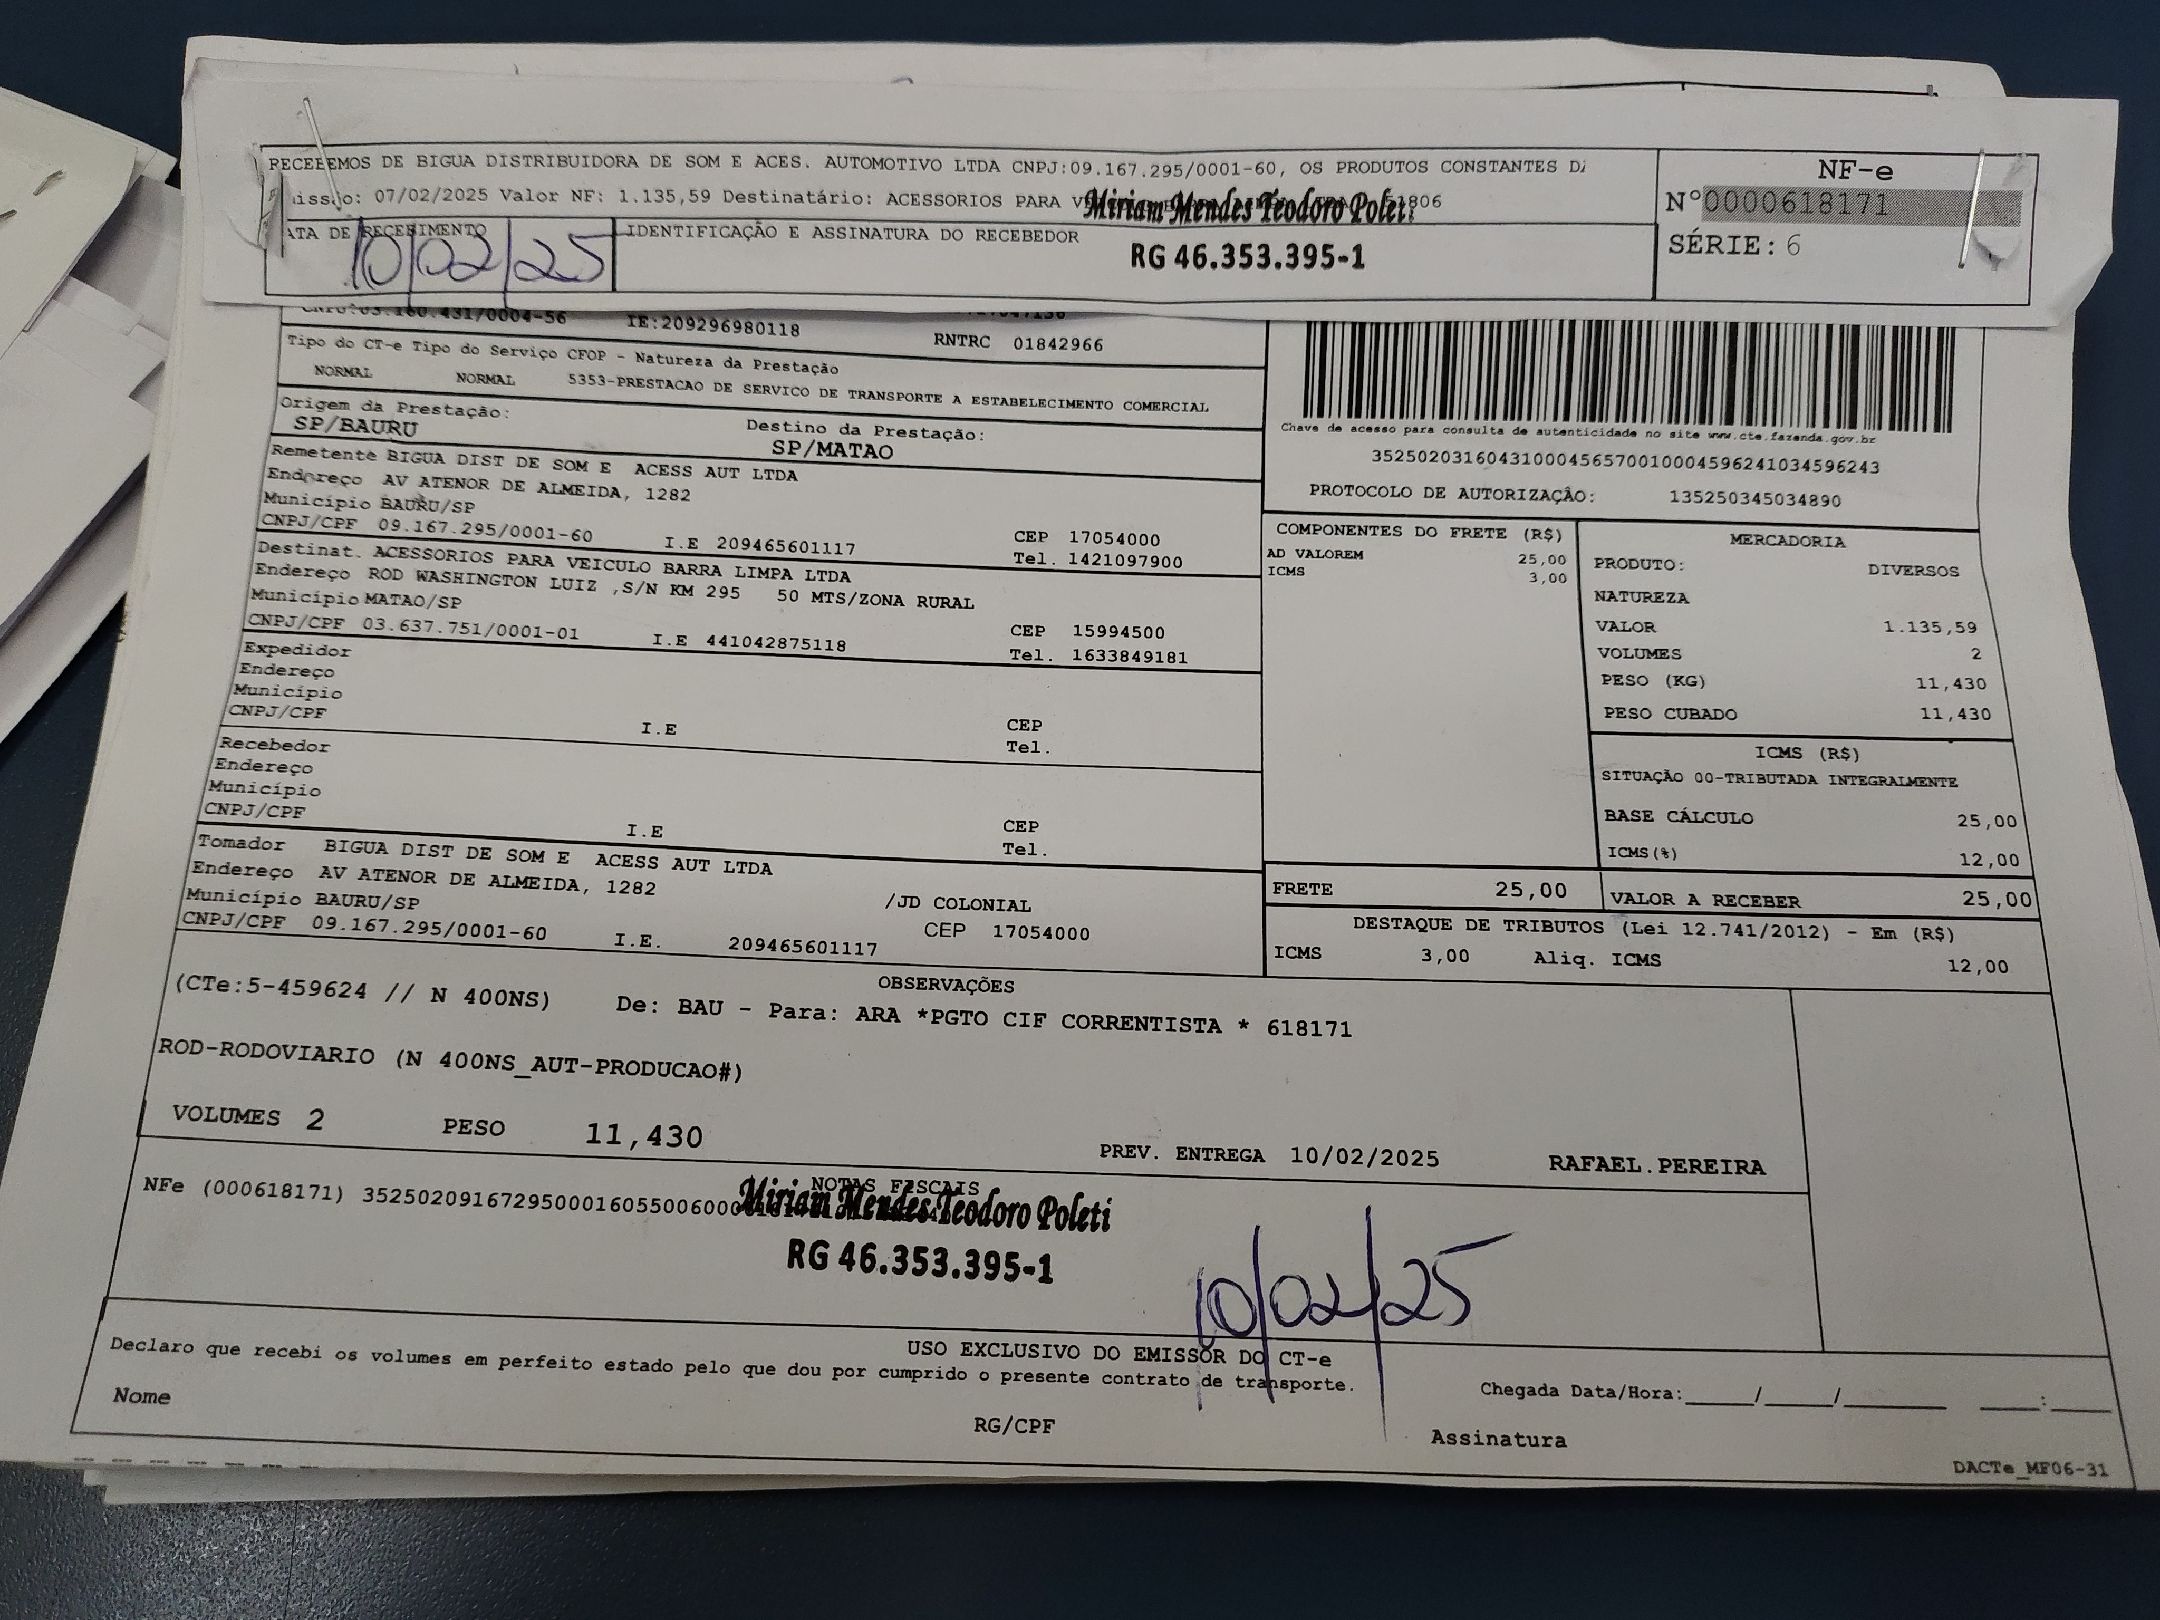 RECEBEMOS DE BIGUA DISTRIBUIDORA DE SOM E ACES. AUTOMOTIVO LTDA CNPJ:09.167.295/0001-60, OS PRODUTOS CONSTANTES
07/02/2025 Valor NF: 1.135,59 Destinatário: ACESSORIOS PARA
Miriam Mendes Teodoro Poleti
RG 46.353.395-1
DE RECEBIMENTO
10/02/25
IDENTIFICAÇÃO E ASSINATURA DO RECEBEDOR
NF-e
Nº0000618171
SÉRIE: 6
IE:209296980118
RNTRC 01842966
Tipo do CT-e Tipo do Serviço CFOP - Natureza da Prestação
NORMAL NORMAL 5353-PRESTACAO DE SERVICO DE TRANSPORTE A ESTABELECIMENTO COMERCIAL
Origem da Prestação:
SP/BAURU
Destino da Prestação:
SP/MATAO
Remetente BIGUA DIST DE SOM E ACESS AUT LTDA
Endereço AV ATENOR DE ALMEIDA, 1282
Município BAURU/SP
CEP 17054000
CNPJ/CPF 09.167.295/0001-60 I.E 209465601117 Tel. 1421097900
Destinat. ACESSORIOS PARA VEICULO BARRA LIMPA LTDA
Endereço ROD WASHINGTON LUIZ ,S/N KM 295 50 MTS/ZONA RURAL
Município MATAO/SP CEP 15994500
CNPJ/CPF 03.637.751/0001-01 I.E 441042875118 Tel. 1633849181
Expedidor
Endereço
Município CEP
CNPJ/CPF I.E Tel.
Recebedor
Endereço
Município CEP
CNPJ/CPF I.E Tel.
Tomador BIGUA DIST DE SOM E ACESS AUT LTDA
Endereço AV ATENOR DE ALMEIDA, 1282 /JD COLONIAL
Município BAURU/SP CEP 17054000
CNPJ/CPF 09.167.295/0001-60 I.E. 209465601117
Chave de acesso para consulta de autenticidade no site www.cte.fazenda.gov.br
35250203160431000456570010004596241034596243
PROTOCOLO DE AUTORIZAÇÃO: 135250345034890
COMPONENTES DO FRETE (R$)
AD VALOREM 25,00
ICMS 3,00
MERCADORIA
PRODUTO: DIVERSOS
NATUREZA
VALOR 1.135,59
VOLUMES 2
PESO (KG) 11,430
PESO CUBADO 11,430
ICMS (R$)
SITUAÇÃO 00-TRIBUTADA INTEGRALMENTE
BASE CÁLCULO 25,00
ICMS(%) 12,00
FRETE 25,00 VALOR A RECEBER 25,00
DESTAQUE DE TRIBUTOS (Lei 12.741/2012) - Em (R$)
ICMS 3,00 Aliq. ICMS 12,00
OBSERVAÇÕES
(CTe:5-459624 // N 400NS) De: BAU - Para: ARA *PGTO CIF CORRENTISTA * 618171
ROD-RODOVIARIO (N 400NS_AUT-PRODUCAO#)
VOLUMES 2 PESO 11,430 PREV. ENTREGA 10/02/2025 RAFAEL.PEREIRA
NOTAS FISCAIS
NFe (000618171)
Miriam Mendes Teodoro Poleti
RG 46.353.395-1
10/02/25
USO EXCLUSIVO DO EMISSOR DO CT-e
Declaro que recebi os volumes em perfeito estado pelo que dou por cumprido o presente contrato de transporte.
Chegada Data/Hora:_____/_____/________ ____:____
Nome RG/CPF Assinatura
DACTe_MF06-31